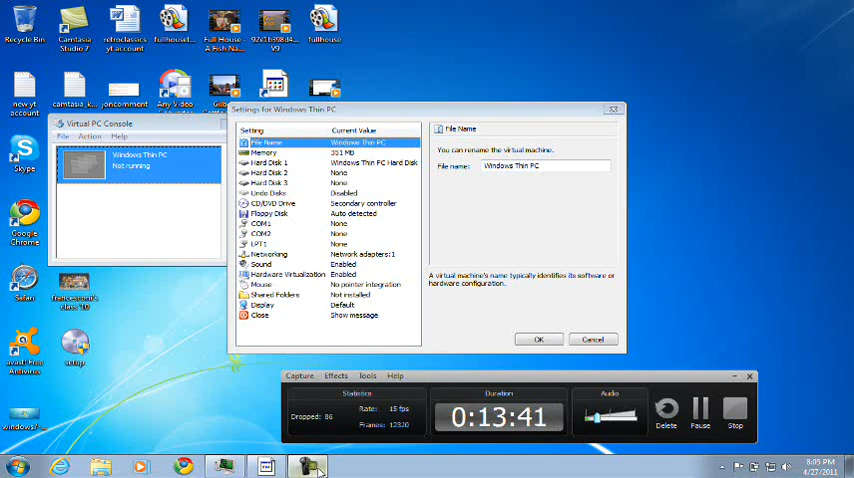 Recycle Bin
Camtasia Studio 7
retroclassics yt account
fullhouset...
Full House - A Fish Na...
92e1b398d4... V9
fullhouse
new yt account
camtasia_k...
joncomment
Any Video
Skype
Google Chrome
Safari
class '10
avast! Free Antivirus
setup
windows7-...
Virtual PC Console
File Action Help
Windows Thin PC
Not running
Settings for Windows Thin PC
Setting Current Value
File Name Windows Thin PC
Memory 351 MB
Hard Disk 1 Windows Thin PC Hard Disk
Hard Disk 2 None
Hard Disk 3 None
Undo Disks Disabled
CD/DVD Drive Secondary controller
Floppy Disk Auto detected
COM1 None
COM2 None
LPT1 None
Networking Network adapters: 1
Sound Enabled
Hardware Virtualization Enabled
Mouse No pointer integration
Shared Folders Not installed
Display Default
Close Show message
File Name
You can rename the virtual machine.
File name: Windows Thin PC
A virtual machine's name typically identifies its software or
hardware configuration.
OK Cancel
Capture Effects Tools Help
Statistics
Dropped: 86
Rate: 15 fps
Frames: 12320
Duration
0:13:41
Audio
Delete Pause Stop
8:05 PM
4/27/2011